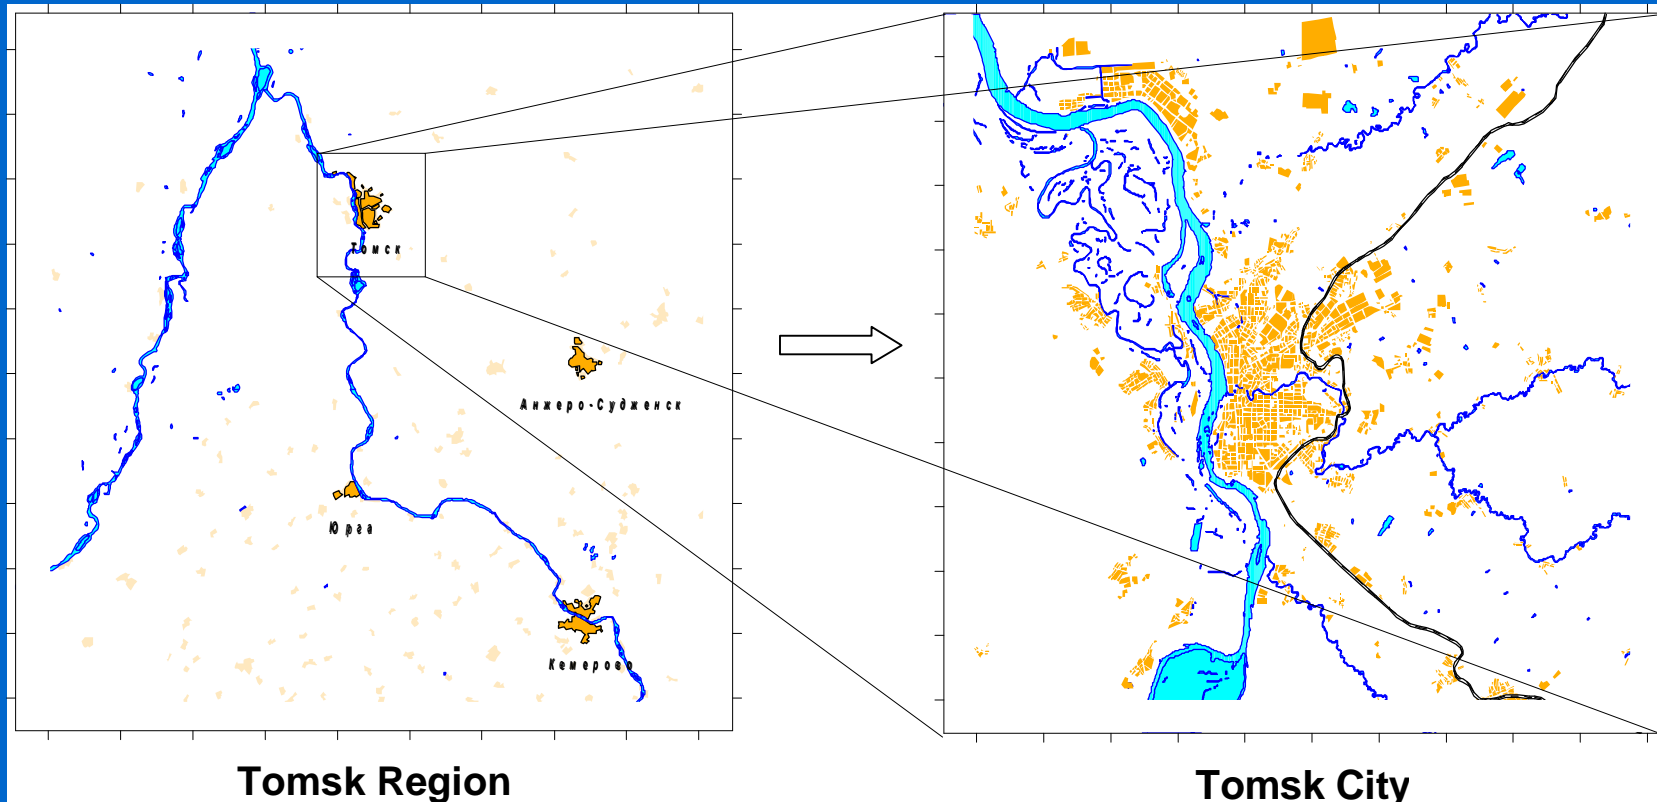 Томск
Анжеро-Судженск
Юрга
Кемерово
Tomsk Region
Tomsk City